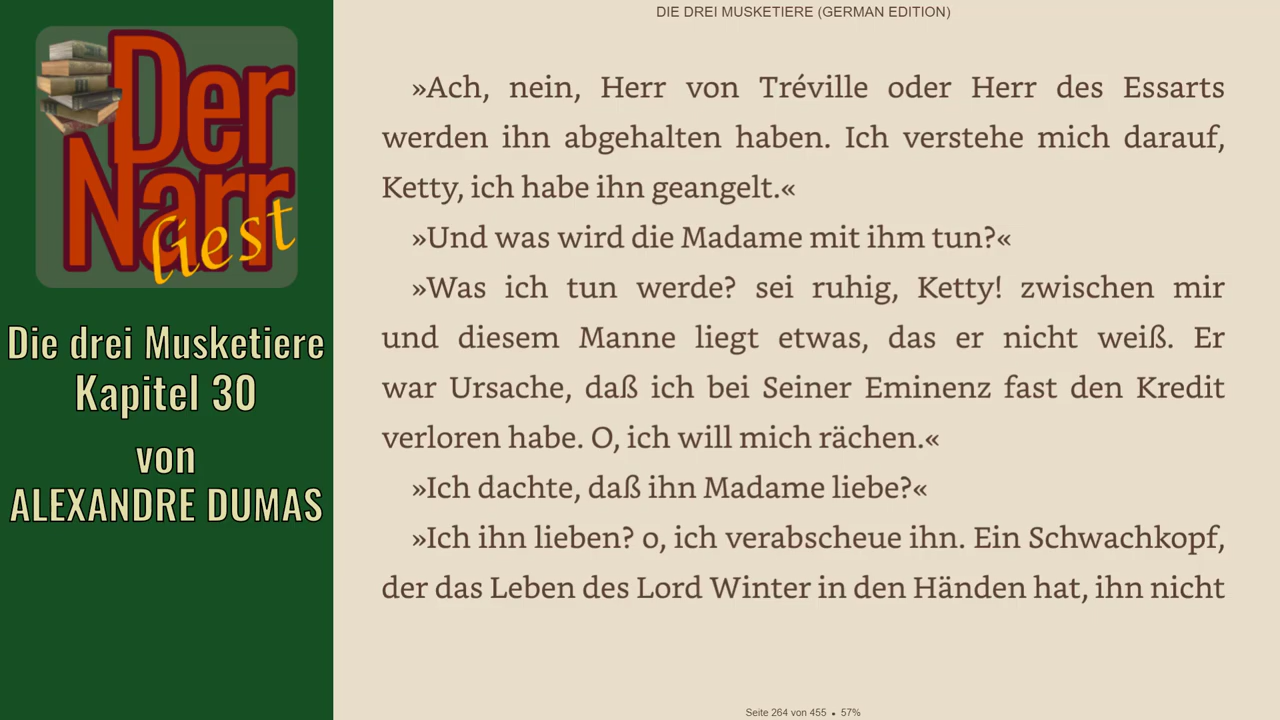 Der
Narr
liest
Die drei Musketiere
Kapitel 30
von
ALEXANDRE DUMAS
DIE DREI MUSKETIERE (GERMAN EDITION)
»Ach, nein, Herr von Tréville oder Herr des Essarts
werden ihn abgehalten haben. Ich verstehe mich darauf,
Ketty, ich habe ihn geangelt.«
»Und was wird die Madame mit ihm tun?«
»Was ich tun werde? sei ruhig, Ketty! zwischen mir
und diesem Manne liegt etwas, das er nicht weiß. Er
war Ursache, daß ich bei Seiner Eminenz fast den Kredit
verloren habe. O, ich will mich rächen.«
»Ich dachte, daß ihn Madame liebe?«
»Ich ihn lieben? o, ich verabscheue ihn. Ein Schwachkopf,
der das Leben des Lord Winter in den Händen hat, ihn nicht
Seite 264 von 455 • 57%